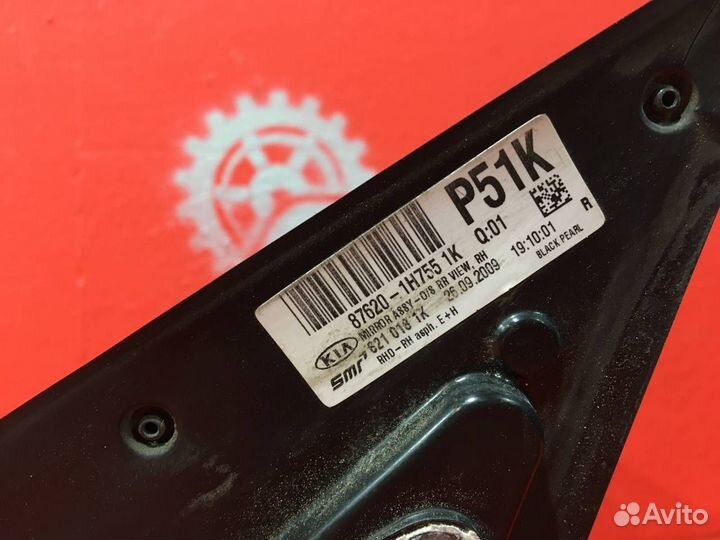 P51K
87620-1H755 1K Q:01
MIRROR ASSY-O/S RR VIEW, RH
KIA 621 018 1K 26.09.2009 19:10:01 R
smr RHD-RH asph. E+H BLACK PEARL
Avito